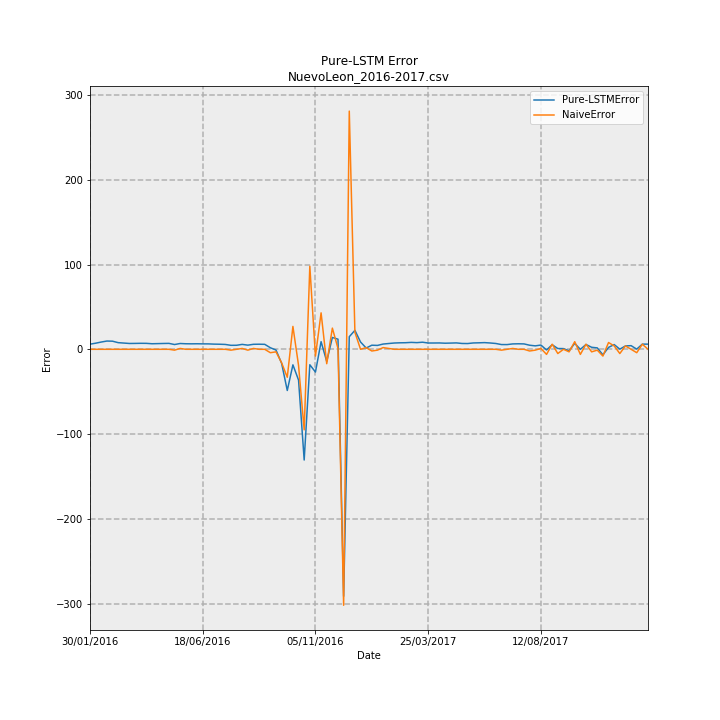 Pure-LSTM Error
NuevoLeon_2016-2017.csv
Pure-LSTMError
NaiveError
300
200
100
0
−100
−200
−300
Error
30/01/2016
18/06/2016
05/11/2016
25/03/2017
12/08/2017
Date